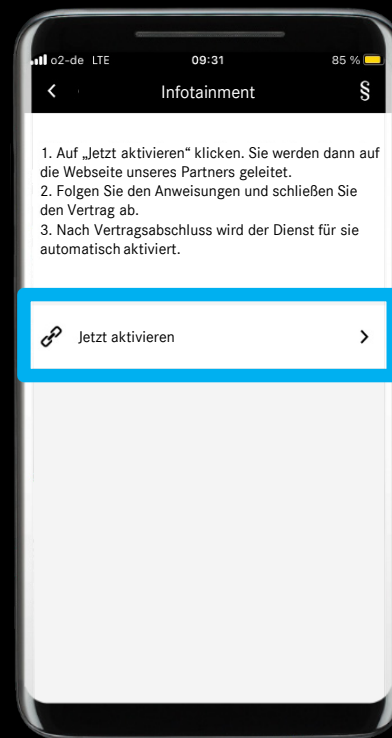 o2-de LTE 09:31 85 %
Infotainment §
1. Auf „Jetzt aktivieren“ klicken. Sie werden dann auf
die Webseite unseres Partners geleitet.
2. Folgen Sie den Anweisungen und schließen Sie
den Vertrag ab.
3. Nach Vertragsabschluss wird der Dienst für sie
automatisch aktiviert.
Jetzt aktivieren